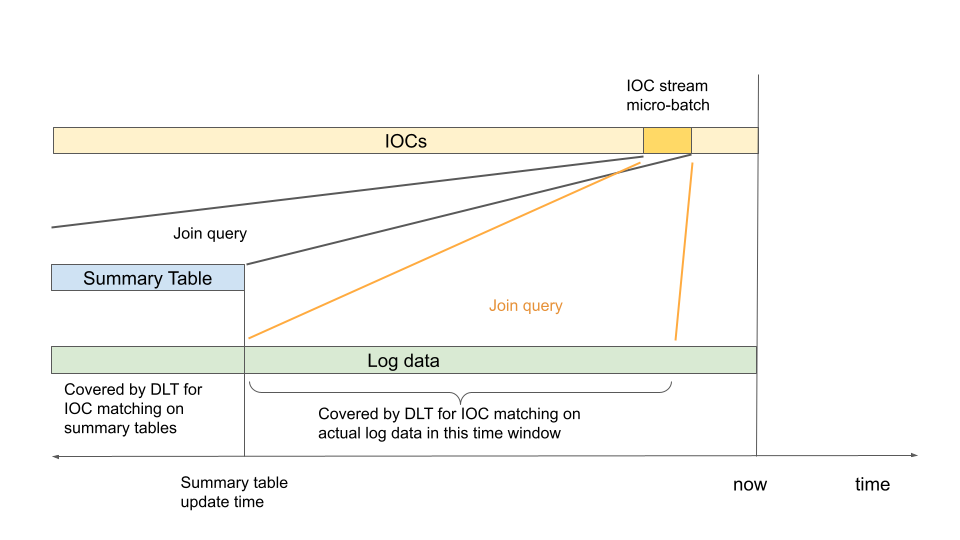 IOC stream
micro-batch
IOCs
Join query
Summary Table
Join query
Log data
Covered by DLT for
IOC matching on
summary tables
Covered by DLT for IOC matching on
actual log data in this time window
Summary table
update time
now
time